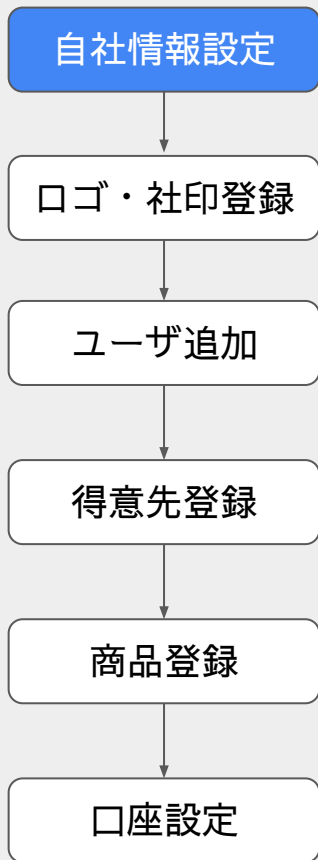 自社情報設定
ロゴ・社印登録
ユーザ追加
得意先登録
商品登録
口座設定